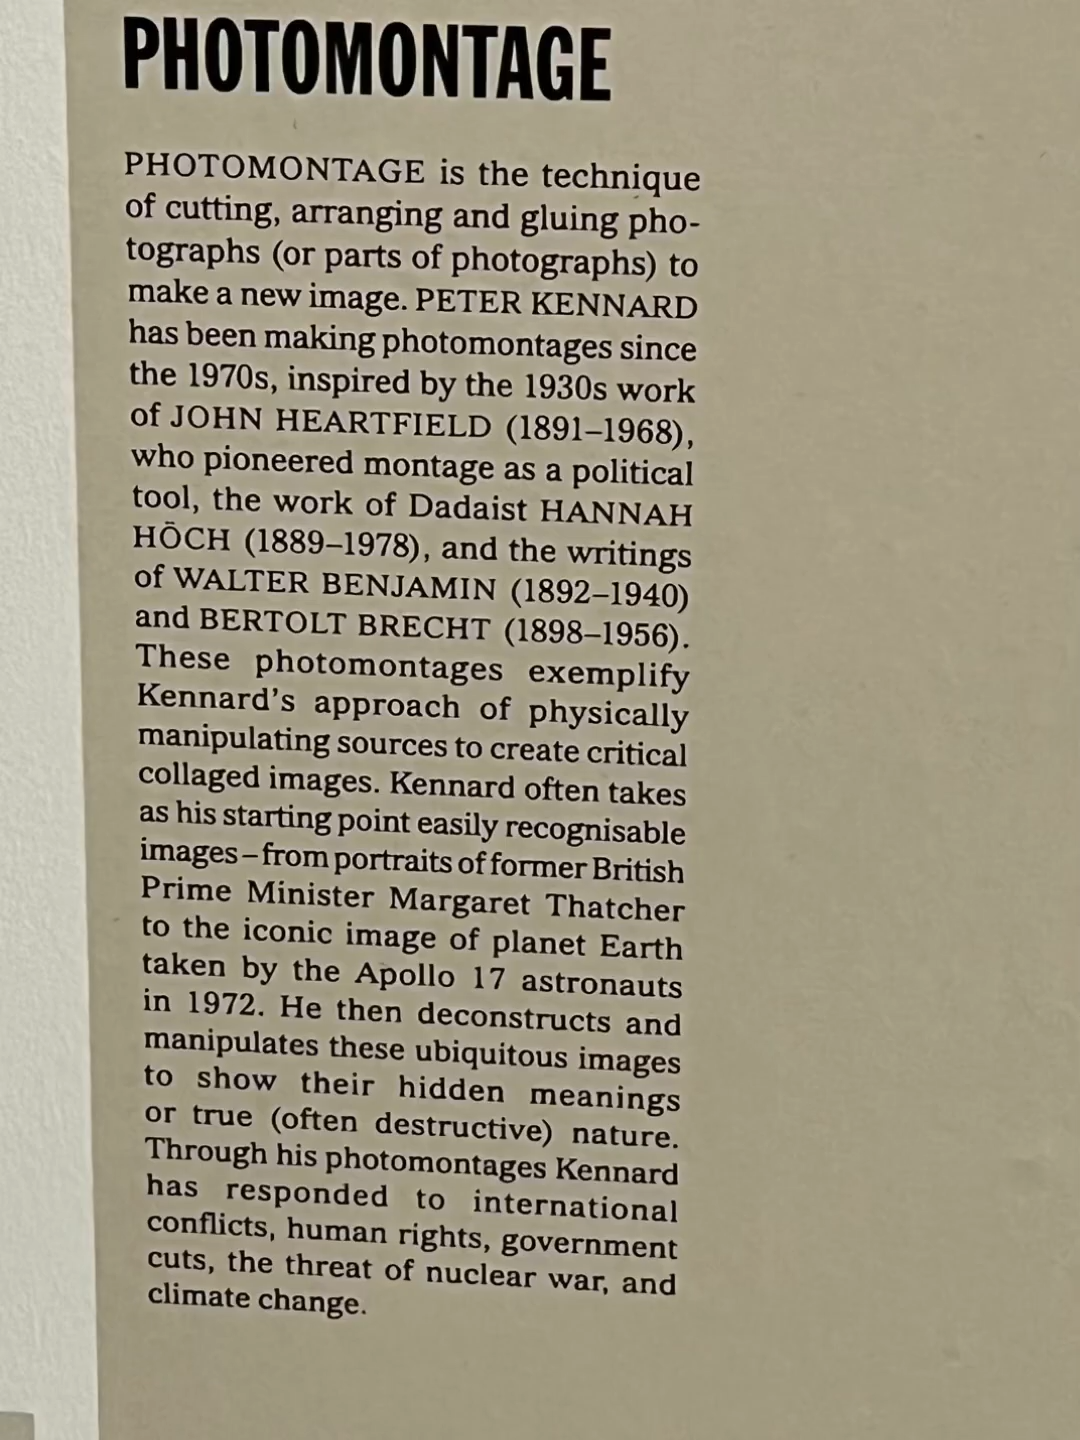 PHOTOMONTAGE
PHOTOMONTAGE is the technique
of cutting, arranging and gluing pho-
tographs (or parts of photographs) to
make a new image. PETER KENNARD
has been making photomontages since
the 1970s, inspired by the 1930s work
of JOHN HEARTFIELD (1891–1968),
who pioneered montage as a political
tool, the work of Dadaist HANNAH
HÖCH (1889–1978), and the writings
of WALTER BENJAMIN (1892–1940)
and BERTOLT BRECHT (1898–1956).
These photomontages exemplify
Kennard's approach of physically
manipulating sources to create critical
collaged images. Kennard often takes
as his starting point easily recognisable
images – from portraits of former British
Prime Minister Margaret Thatcher
to the iconic image of planet Earth
taken by the Apollo 17 astronauts
in 1972. He then deconstructs and
manipulates these ubiquitous images
to show their hidden meanings
or true (often destructive) nature.
Through his photomontages Kennard
has responded to international
conflicts, human rights, government
cuts, the threat of nuclear war, and
climate change.